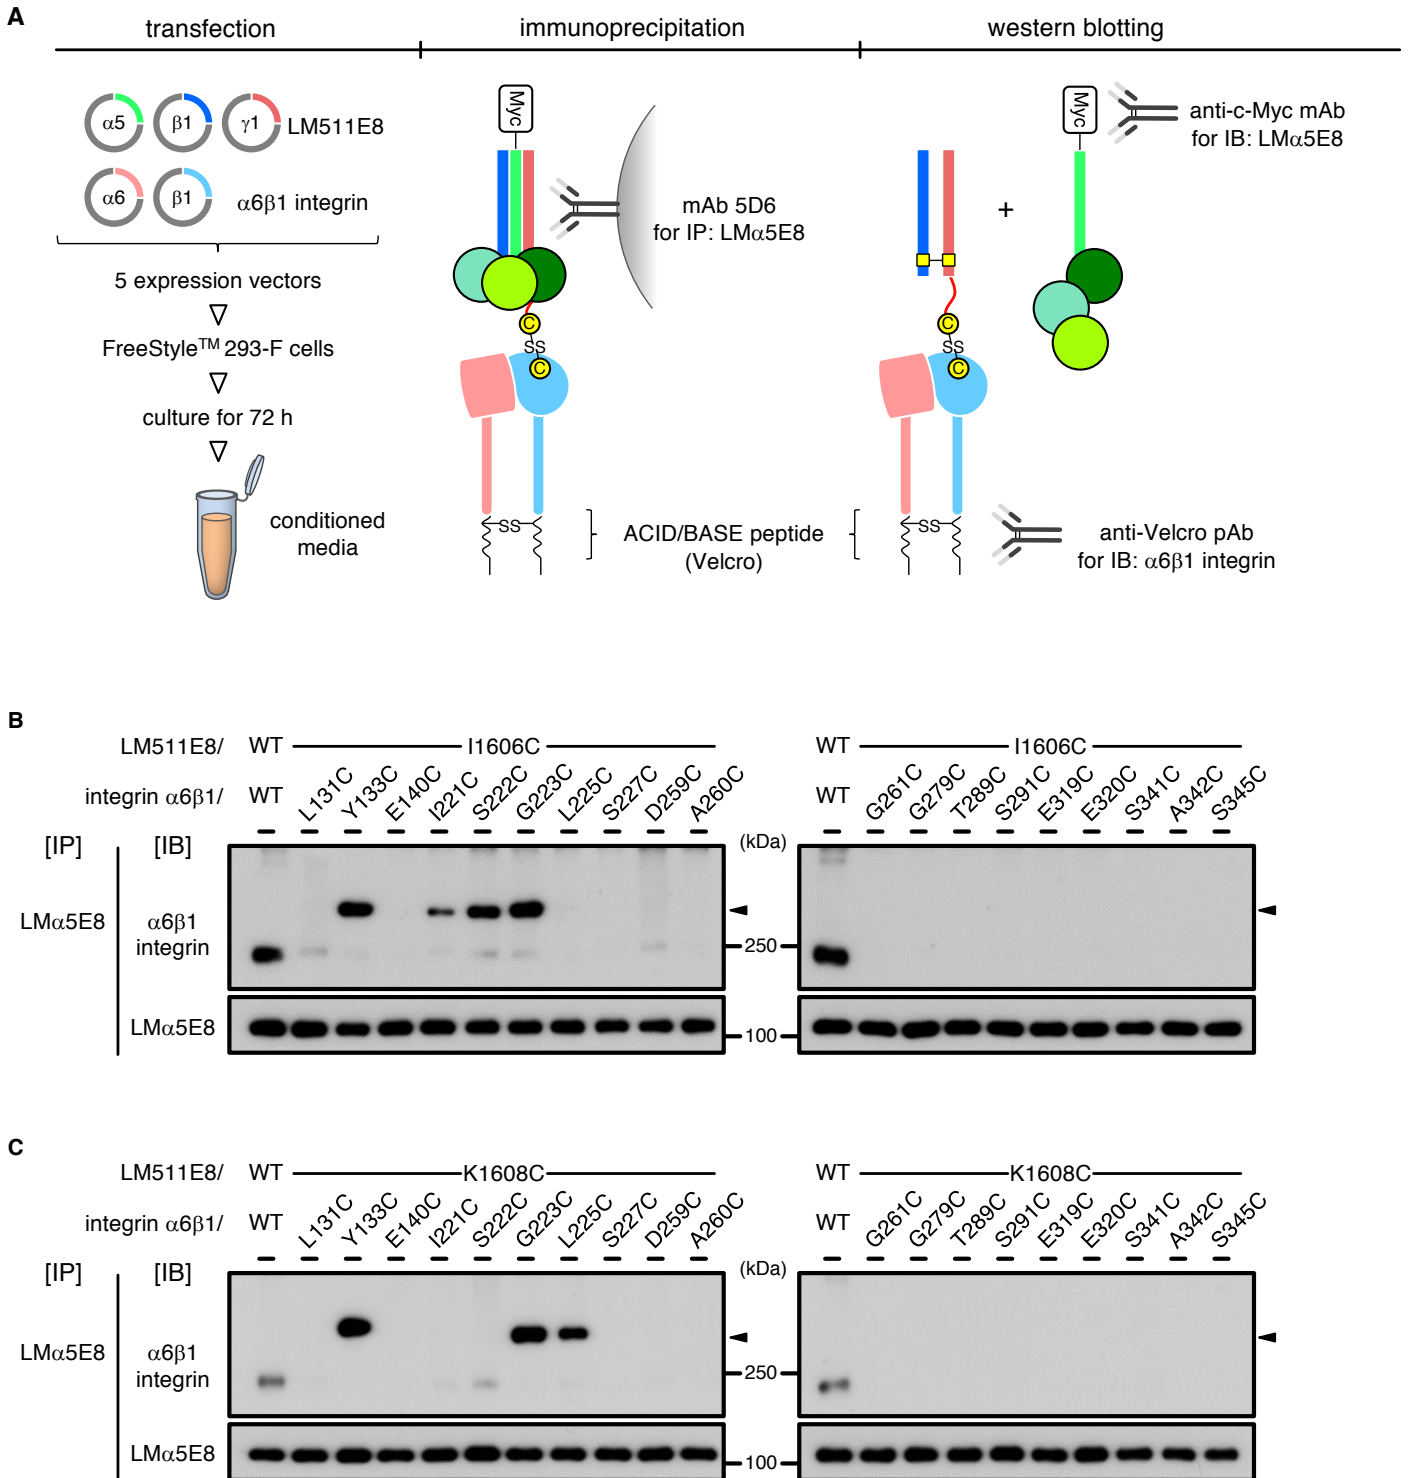 A
transfection
immunoprecipitation
western blotting
α5 β1 γ1 LM511E8
α6 β1 α6β1 integrin
5 expression vectors
FreeStyle™ 293-F cells
culture for 72 h
conditioned
media
Myc
mAb 5D6
for IP: LMα5E8
C
SS
C
SS
ACID/BASE peptide
(Velcro)
+
C
SS
C
SS
Myc
anti-c-Myc mAb
for IB: LMα5E8
anti-Velcro pAb
for IB: α6β1 integrin
B
LM511E8/ WT I1606C WT I1606C
integrin α6β1/ WT L131C Y133C E140C I221C S222C G223C L225C S227C D259C A260C WT G261C G279C T289C S291C E319C E320C S341C A342C S345C
[IP] [IB] (kDa)
LMα5E8 α6β1
integrin 250
LMα5E8 100
C
LM511E8/ WT K1608C WT K1608C
integrin α6β1/ WT L131C Y133C E140C I221C S222C G223C L225C S227C D259C A260C WT G261C G279C T289C S291C E319C E320C S341C A342C S345C
[IP] [IB] (kDa)
LMα5E8 α6β1
integrin 250
LMα5E8 100